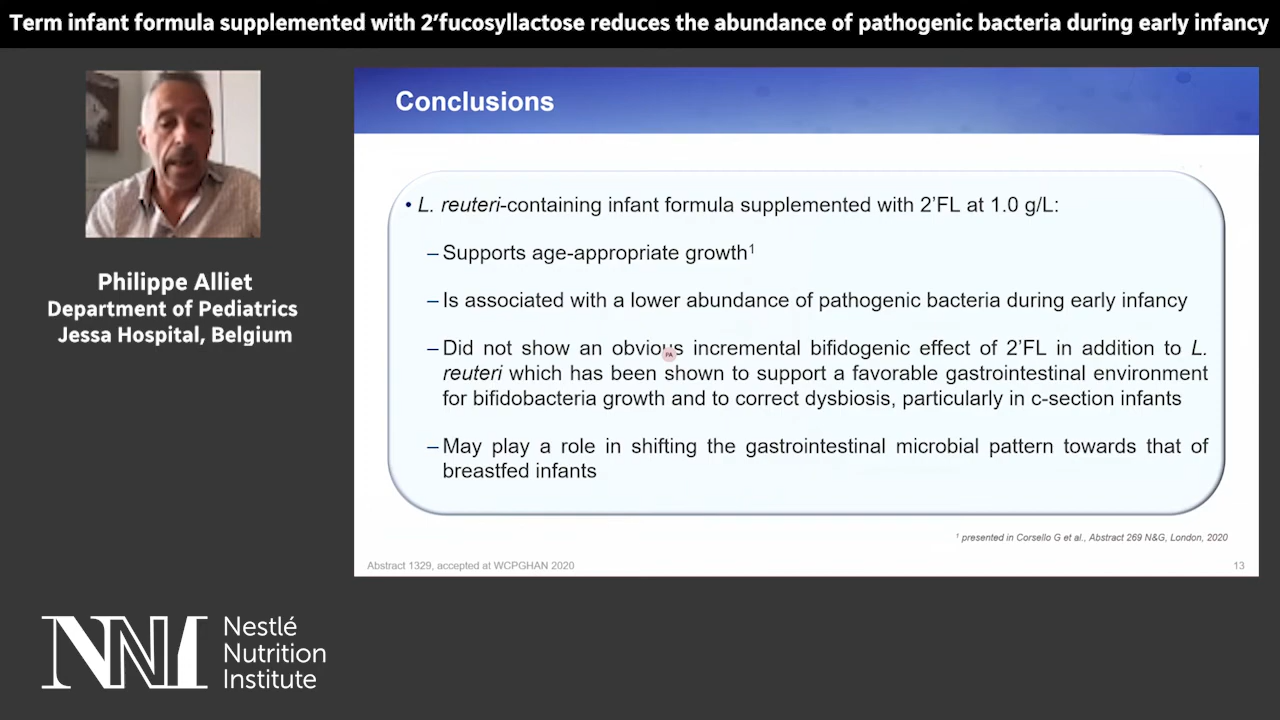 Term infant formula supplemented with 2’fucosyllactose reduces the abundance of pathogenic bacteria during early infancy
Philippe Alliet
Department of Pediatrics
Jessa Hospital, Belgium
Conclusions
• L. reuteri-containing infant formula supplemented with 2’FL at 1.0 g/L:
– Supports age-appropriate growth¹
– Is associated with a lower abundance of pathogenic bacteria during early infancy
– Did not show an obvious incremental bifidogenic effect of 2’FL in addition to L.
reuteri which has been shown to support a favorable gastrointestinal environment
for bifidobacteria growth and to correct dysbiosis, particularly in c-section infants
– May play a role in shifting the gastrointestinal microbial pattern towards that of
breastfed infants
¹ presented in Corsello G et al., Abstract 269 N&G, London, 2020
Abstract 1329, accepted at WCPGHAN 2020
13
PA
NNI
Nestlé
Nutrition
Institute